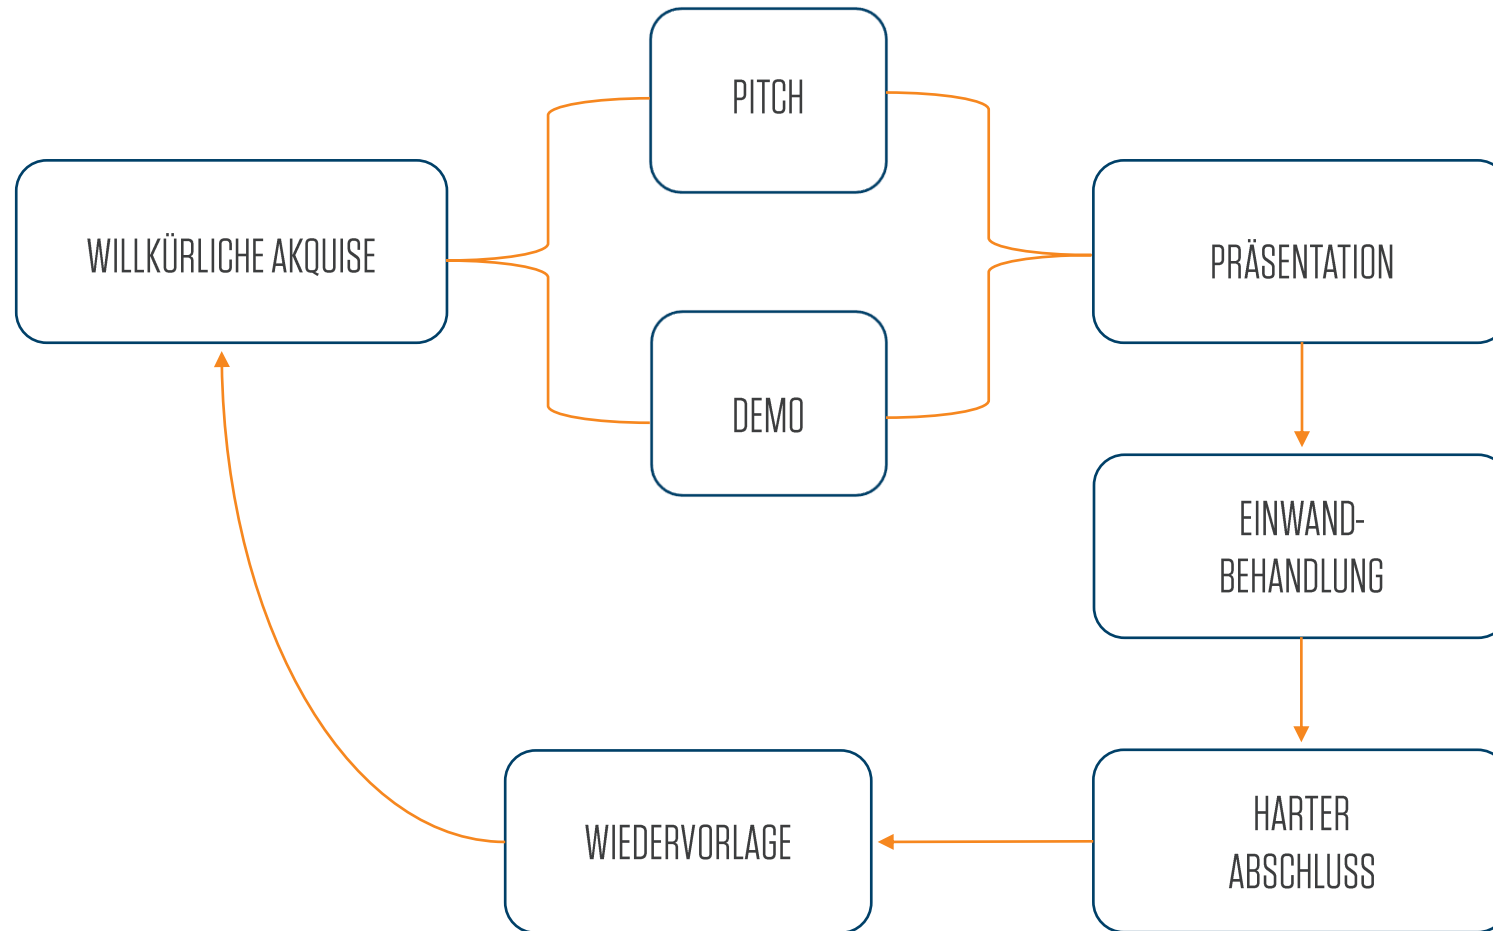 PITCH
WILLKÜRLICHE AKQUISE
PRÄSENTATION
DEMO
EINWAND-
BEHANDLUNG
HARTER
ABSCHLUSS
WIEDERVORLAGE